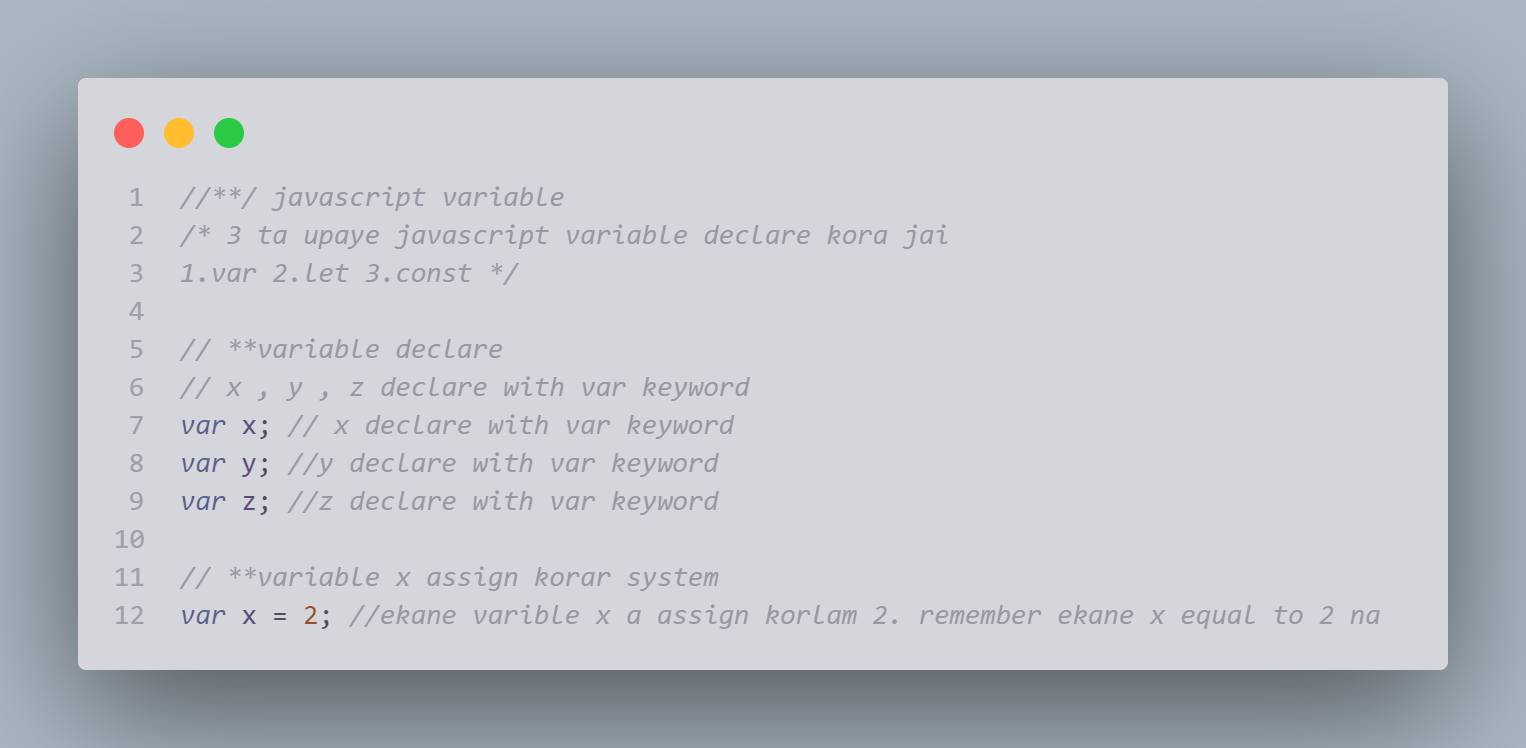 1 //**/ javascript variable
2 /* 3 ta upaye javascript variable declare kora jai
3 1.var 2.let 3.const */
4
5 // **variable declare
6 // x , y , z declare with var keyword
7 var x; // x declare with var keyword
8 var y; //y declare with var keyword
9 var z; //z declare with var keyword
10
11 // **variable x assign korar system
12 var x = 2; //ekane varible x a assign korlam 2. remember ekane x equal to 2 na